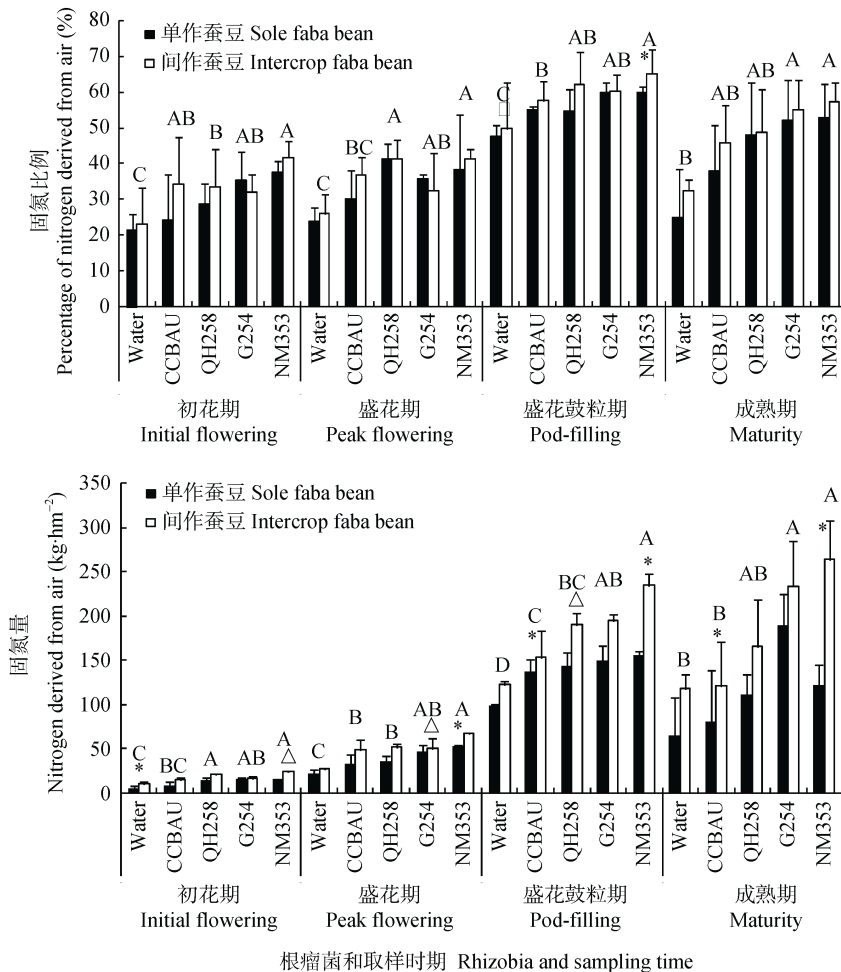 固氮比例
Percentage of nitrogen derived from air (%)
80
70
60
50
40
30
20
10
0
单作蚕豆 Sole faba bean
间作蚕豆 Intercrop faba bean
C AB B AB A
C BC A AB A
C B AB AB A
*
B AB AB A A
Water CCBAU QH258 G254 NM353
Water CCBAU QH258 G254 NM353
Water CCBAU QH258 G254 NM353
Water CCBAU QH258 G254 NM353
初花期 盛花期 盛花鼓粒期 成熟期
Initial flowering Peak flowering Pod-filling Maturity
固氮量
Nitrogen derived from air (kg·hm⁻²)
350
300
250
200
150
100
50
0
单作蚕豆 Sole faba bean
间作蚕豆 Intercrop faba bean
C BC A AB A
* △
C B B AB A
△ *
D C BC AB A
* △ *
B B AB A A
* *
Water CCBAU QH258 G254 NM353
Water CCBAU QH258 G254 NM353
Water CCBAU QH258 G254 NM353
Water CCBAU QH258 G254 NM353
初花期 盛花期 盛花鼓粒期 成熟期
Initial flowering Peak flowering Pod-filling Maturity
根瘤菌和取样时期 Rhizobia and sampling time